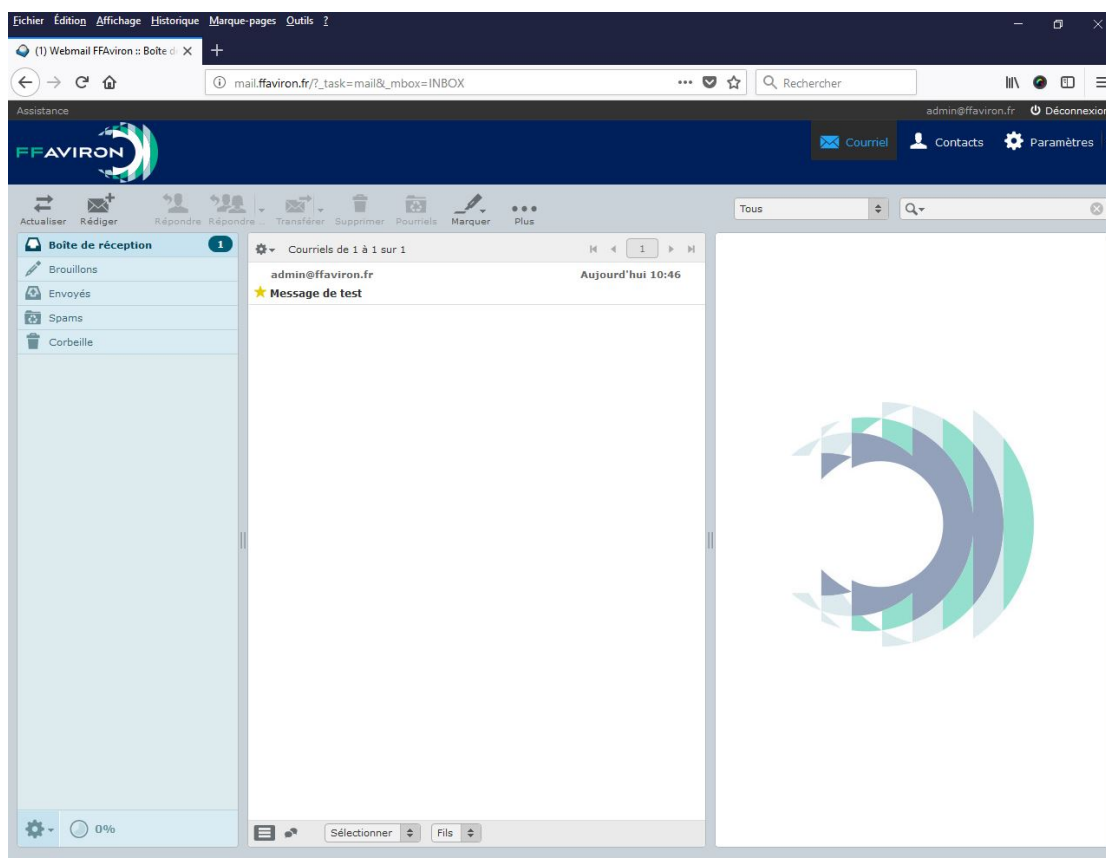 Fichier Édition Affichage Historique Marque-pages Outils ?
(1) Webmail FFAviron :: Boîte d
mail.ffaviron.fr/?_task=mail&_mbox=INBOX
Rechercher
Assistance
admin@ffaviron.fr Déconnexion
FFAVIRON
Courriel Contacts Paramètres
Actualiser Rédiger Répondre Répondre... Transférer Supprimer Pourriels Marquer Plus
Tous
Boîte de réception 1
Brouillons
Envoyés
Spams
Corbeille
Courriels de 1 à 1 sur 1
1
admin@ffaviron.fr Aujourd'hui 10:46
Message de test
0%
Sélectionner Fils